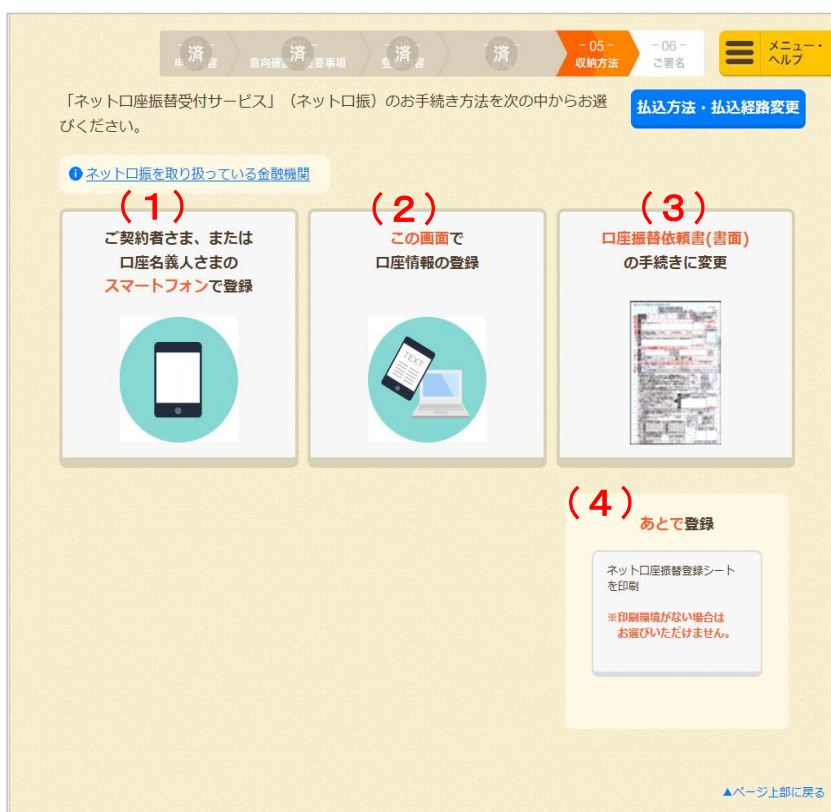 済
意向確
済
要事項
済
済
- 05 -
収納方法
- 06 -
ご署名
メニュー・
ヘルプ
「ネット口座振替受付サービス」（ネット口振）のお手続き方法を次の中からお選
びください。
払込方法・払込経路変更
ネット口振を取り扱っている金融機関
（１）
ご契約者さま、または
口座名義人さまの
スマートフォンで登録
（２）
この画面で
口座情報の登録
TEXT
（３）
口座振替依頼書(書面)
の手続きに変更
（４）
あとで登録
ネット口座振替登録シート
を印刷
※印刷環境がない場合は
お選びいただけません。
▲ページ上部に戻る